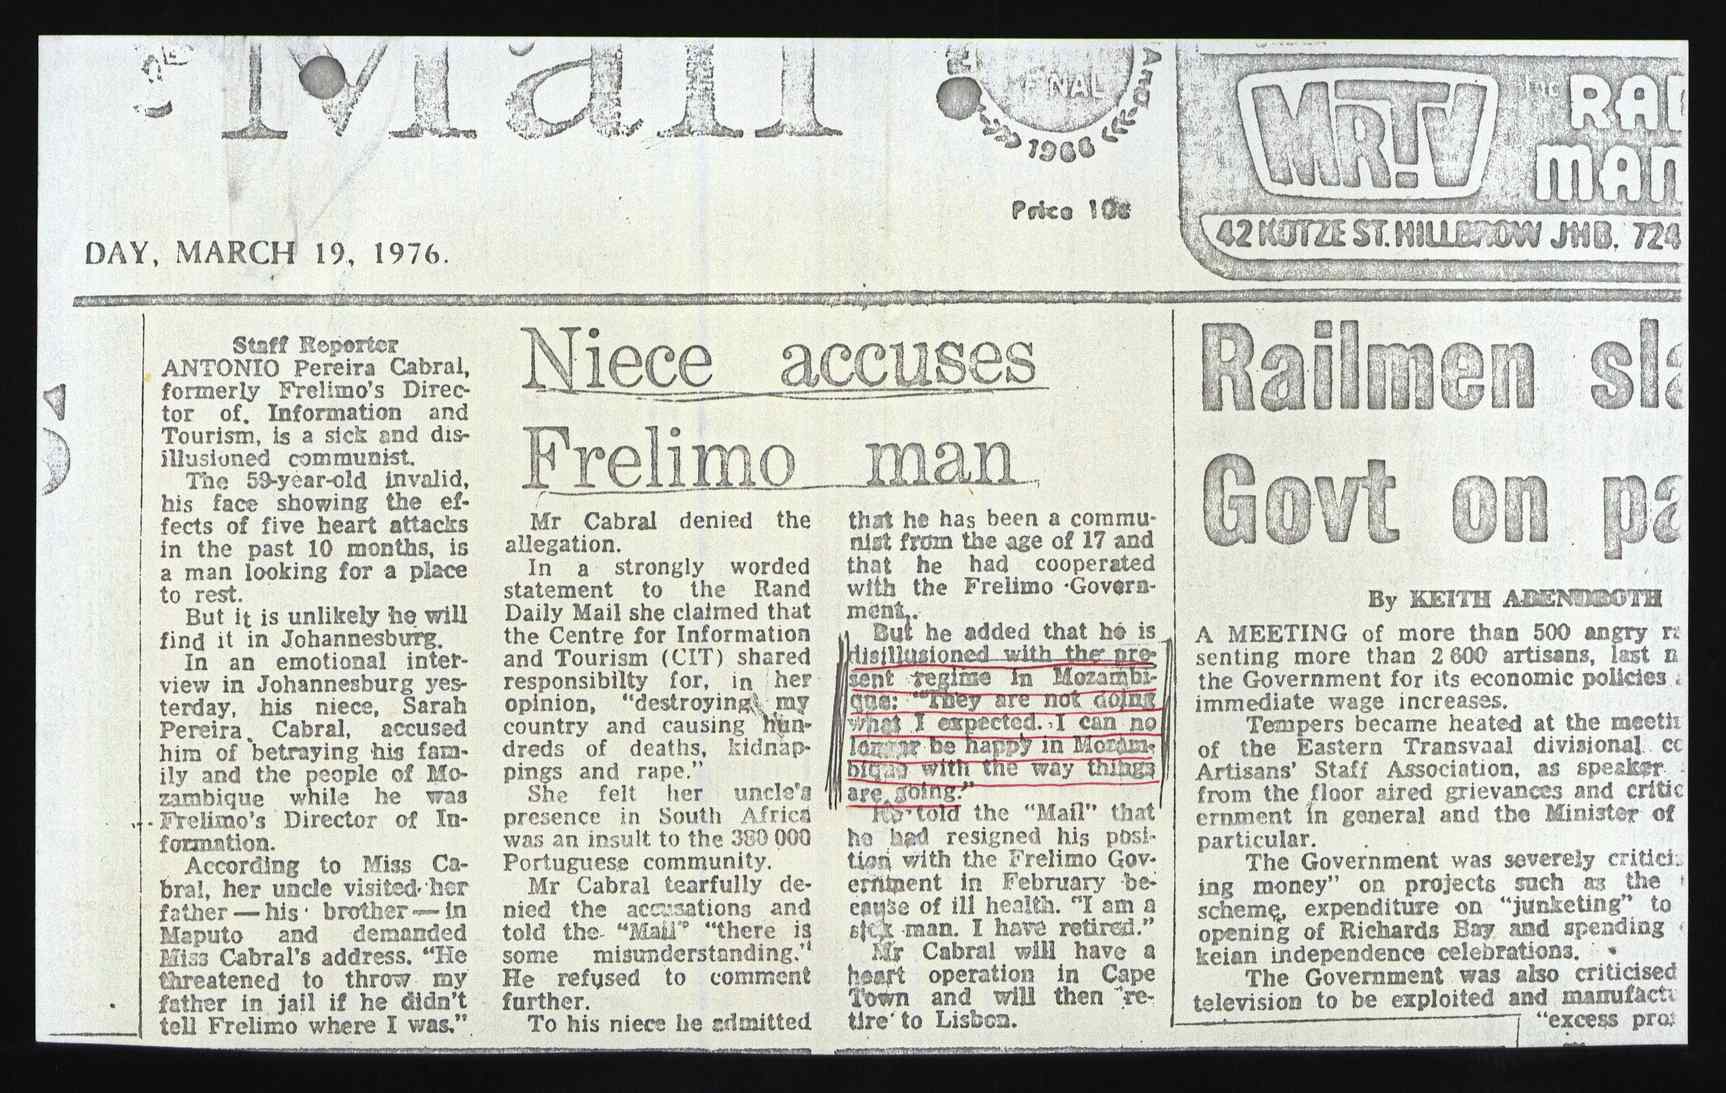 Mail
FINAL
1966
Price 10c
MRTV
RAD
MAN
42 KOTZE ST. HILLBROW JHB. 724
DAY, MARCH 19, 1976.
Staff Reporter
ANTONIO Pereira Cabral,
formerly Frelimo's Direc-
tor of Information and
Tourism, is a sick and dis-
illusioned communist.
The 59-year-old invalid,
his face showing the ef-
fects of five heart attacks
in the past 10 months, is
a man looking for a place
to rest.
But it is unlikely he will
find it in Johannesburg.
In an emotional inter-
view in Johannesburg yes-
terday, his niece, Sarah
Pereira Cabral, accused
him of betraying his fam-
ily and the people of Mo-
zambique while he was
Frelimo's Director of In-
formation.
According to Miss Ca-
bral, her uncle visited her
father — his brother — in
Maputo and demanded
Miss Cabral's address. "He
threatened to throw my
father in jail if he didn't
tell Frelimo where I was."
Niece accuses
Frelimo man
Mr Cabral denied the
allegation.
In a strongly worded
statement to the Rand
Daily Mail she claimed that
the Centre for Information
and Tourism (CIT) shared
responsibilty for, in her
opinion, "destroying my
country and causing hun-
dreds of deaths, kidnap-
pings and rape."
She felt her uncle's
presence in South Africa
was an insult to the 380 000
Portuguese community.
Mr Cabral tearfully de-
nied the accusations and
told the "Mail" "there is
some misunderstanding."
He refused to comment
further.
To his niece he admitted
that he has been a commu-
nist from the age of 17 and
that he had cooperated
with the Frelimo Govern-
ment.
But he added that he is
disillusioned with the pre-
sent regime in Mozambi-
que: "They are not doing
what I expected. I can no
longer be happy in Mozam-
bique with the way things
are going."
He told the "Mail" that
he had resigned his posi-
tion with the Frelimo Gov-
ernment in February be-
cause of ill health. "I am a
sick man. I have retired."
Mr Cabral will have a
heart operation in Cape
Town and will then re-
tire to Lisbon.
Railmen sla
Govt on pa
By KEITH ABENDROTH
A MEETING of more than 500 angry ra
senting more than 2 600 artisans, last n
the Government for its economic policies
immediate wage increases.
Tempers became heated at the meetin
of the Eastern Transvaal divisional co
Artisans' Staff Association, as speaker
from the floor aired grievances and critic
ernment in general and the Minister of
particular.
The Government was severely critici
ing money" on projects such as the
scheme, expenditure on "junketing" to
opening of Richards Bay and spending
keian independence celebrations.
The Government was also criticised
television to be exploited and manufactu
"excess prof